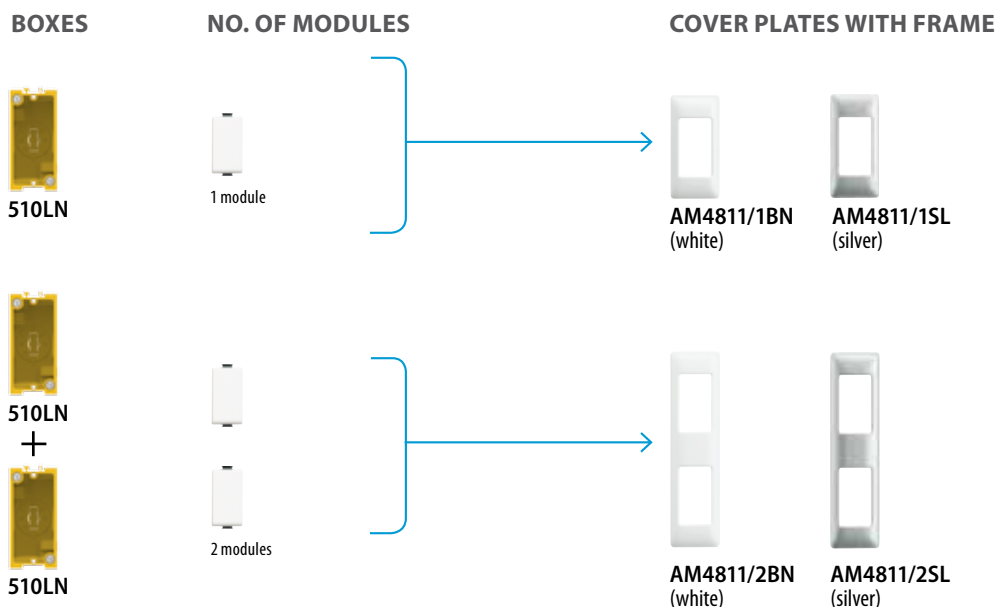 BOXES NO. OF MODULES COVER PLATES WITH FRAME
510LN
1 module
AM4811/1BN
(white)
AM4811/1SL
(silver)
510LN
+
510LN
2 modules
AM4811/2BN
(white)
AM4811/2SL
(silver)